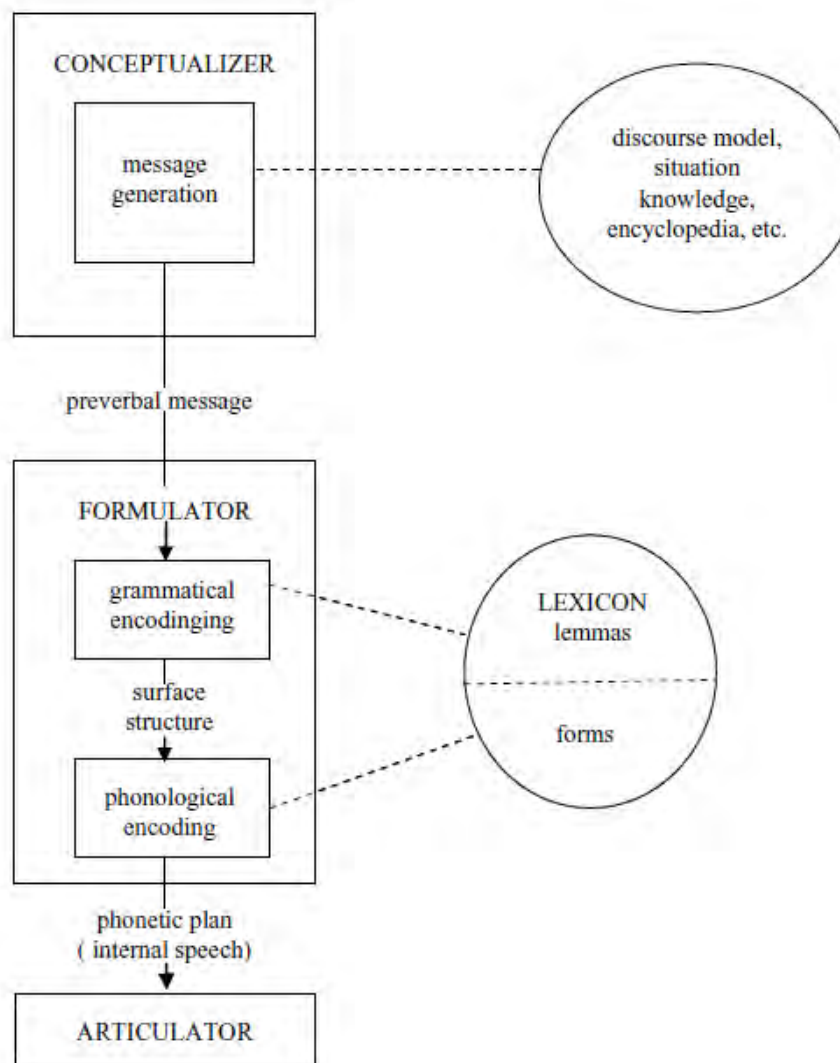 CONCEPTUALIZER
message
generation
discourse model,
situation
knowledge,
encyclopedia, etc.
preverbal message
FORMULATOR
grammatical
encodinging
LEXICON
lemmas
surface
structure
forms
phonological
encoding
phonetic plan
( internal speech)
ARTICULATOR